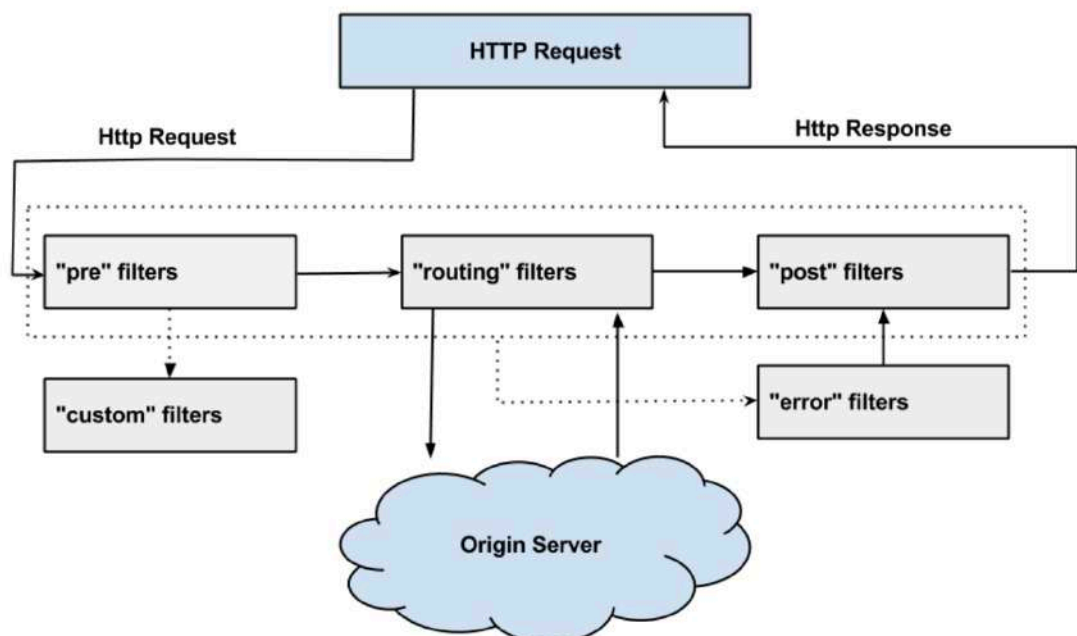 HTTP Request
Http Request
Http Response
"pre" filters
"routing" filters
"post" filters
"custom" filters
"error" filters
Origin Server